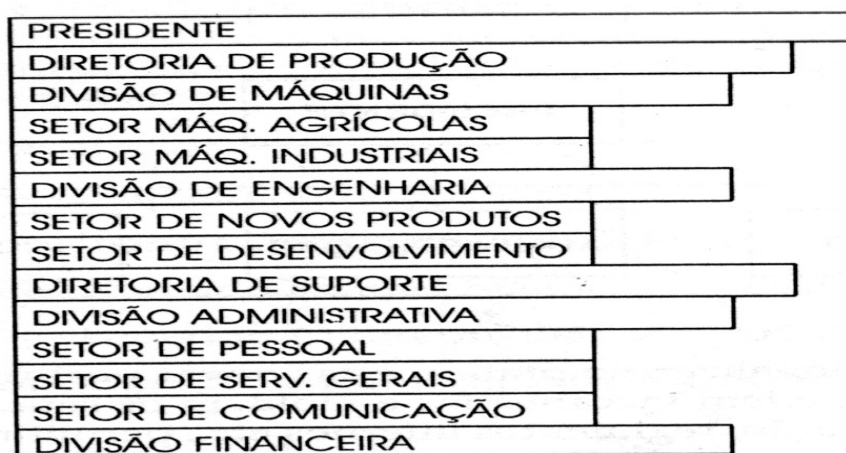 PRESIDENTE
DIRETORIA DE PRODUÇÃO
DIVISÃO DE MÁQUINAS
SETOR MÁQ. AGRÍCOLAS
SETOR MÁQ. INDUSTRIAIS
DIVISÃO DE ENGENHARIA
SETOR DE NOVOS PRODUTOS
SETOR DE DESENVOLVIMENTO
DIRETORIA DE SUPORTE
DIVISÃO ADMINISTRATIVA
SETOR DE PESSOAL
SETOR DE SERV. GERAIS
SETOR DE COMUNICAÇÃO
DIVISÃO FINANCEIRA